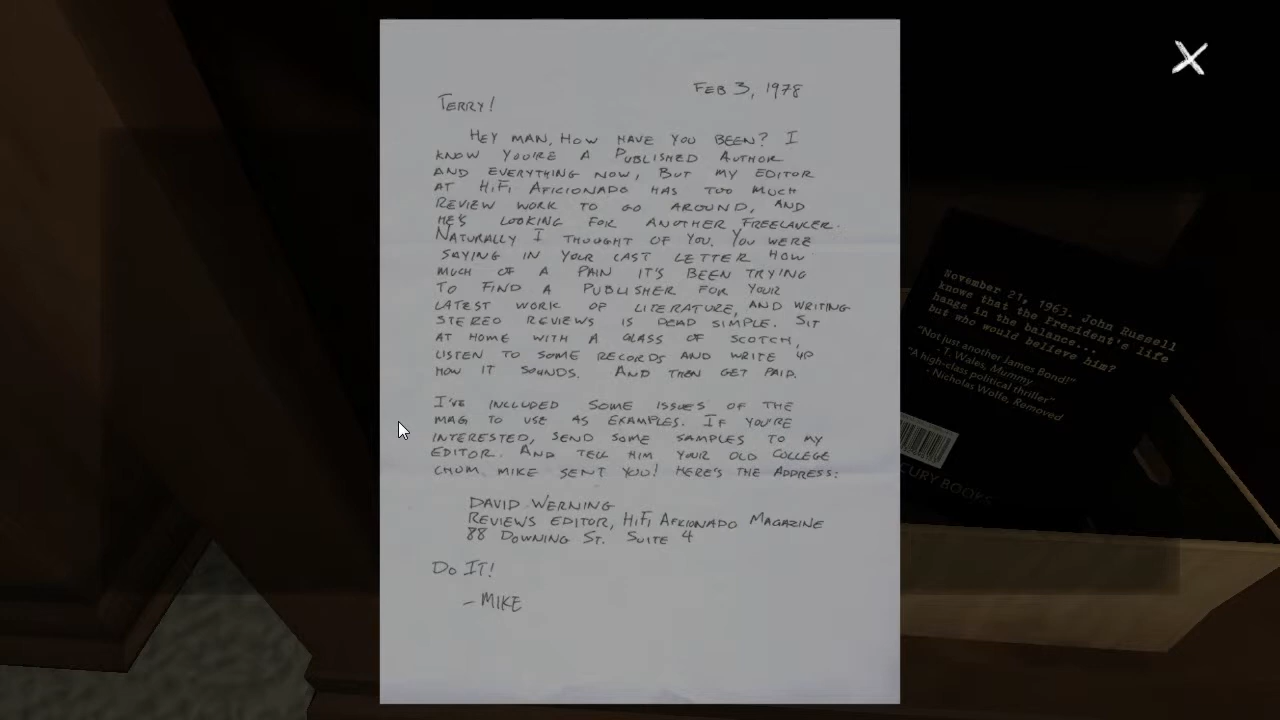 Feb 3, 1978
Terry!
Hey man, how have you been? I
know you're a published author
and everything now, but my editor
at HiFi Aficionado has too much
review work to go around, and
he's looking for another freelancer.
Naturally I thought of you. You were
saying in your last letter how
much of a pain it's been trying
to find a publisher for your
latest work of literature, and writing
stereo reviews is dead simple. Sit
at home with a glass of scotch,
listen to some records and write up
how it sounds. And then get paid.
I've included some issues of the
mag to use as examples. If you're
interested, send some samples to my
editor. And tell him your old college
chum Mike sent you! Here's the address:
David Werning
Reviews Editor, HiFi Aficionado Magazine
88 Downing St. Suite 4
Do it!
- Mike
November 21, 1963. John Russell
knows that the President's life
hangs in the balance...
but who would believe him?
"Not just another James Bond!"
- T. Wales, Mummy
"A high-class political thriller"
- Nicholas Wolfe, Removed
CURY BOOKS